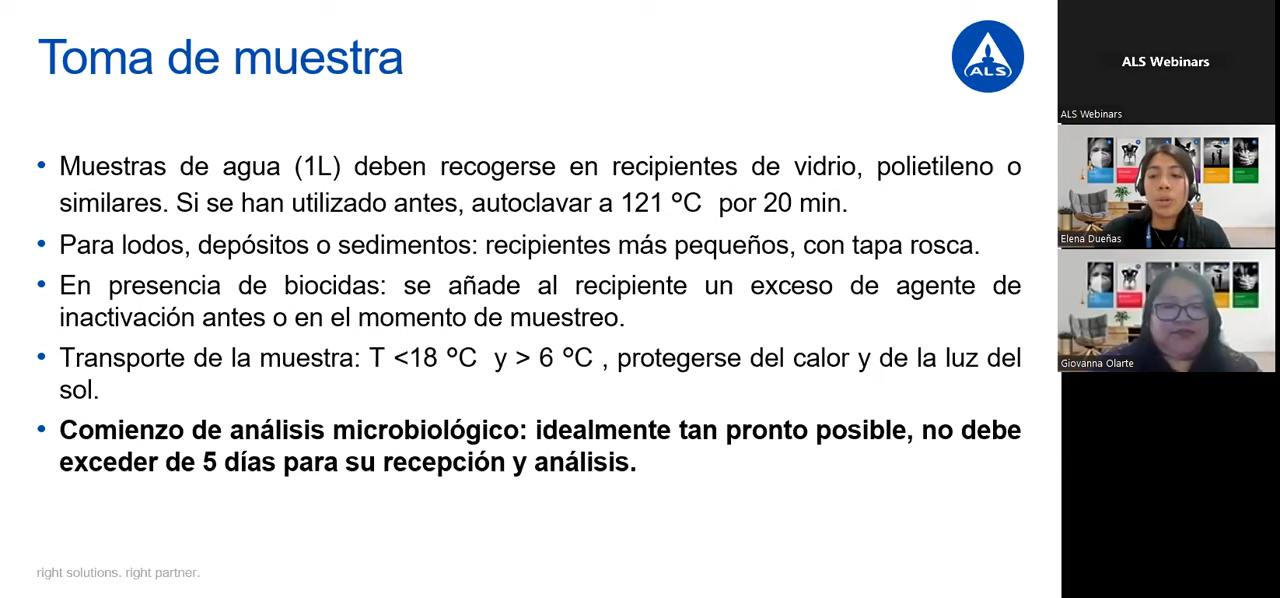 Toma de muestra
ALS
• Muestras de agua (1L) deben recogerse en recipientes de vidrio, polietileno o
similares. Si se han utilizado antes, autoclavar a 121 ºC por 20 min.
• Para lodos, depósitos o sedimentos: recipientes más pequeños, con tapa rosca.
• En presencia de biocidas: se añade al recipiente un exceso de agente de
inactivación antes o en el momento de muestreo.
• Transporte de la muestra: T <18 ºC y > 6 ºC , protegerse del calor y de la luz del
sol.
• Comienzo de análisis microbiológico: idealmente tan pronto posible, no debe
exceder de 5 días para su recepción y análisis.
right solutions. right partner.
ALS Webinars
ALS Webinars
Elena Dueñas
Giovanna Olarte